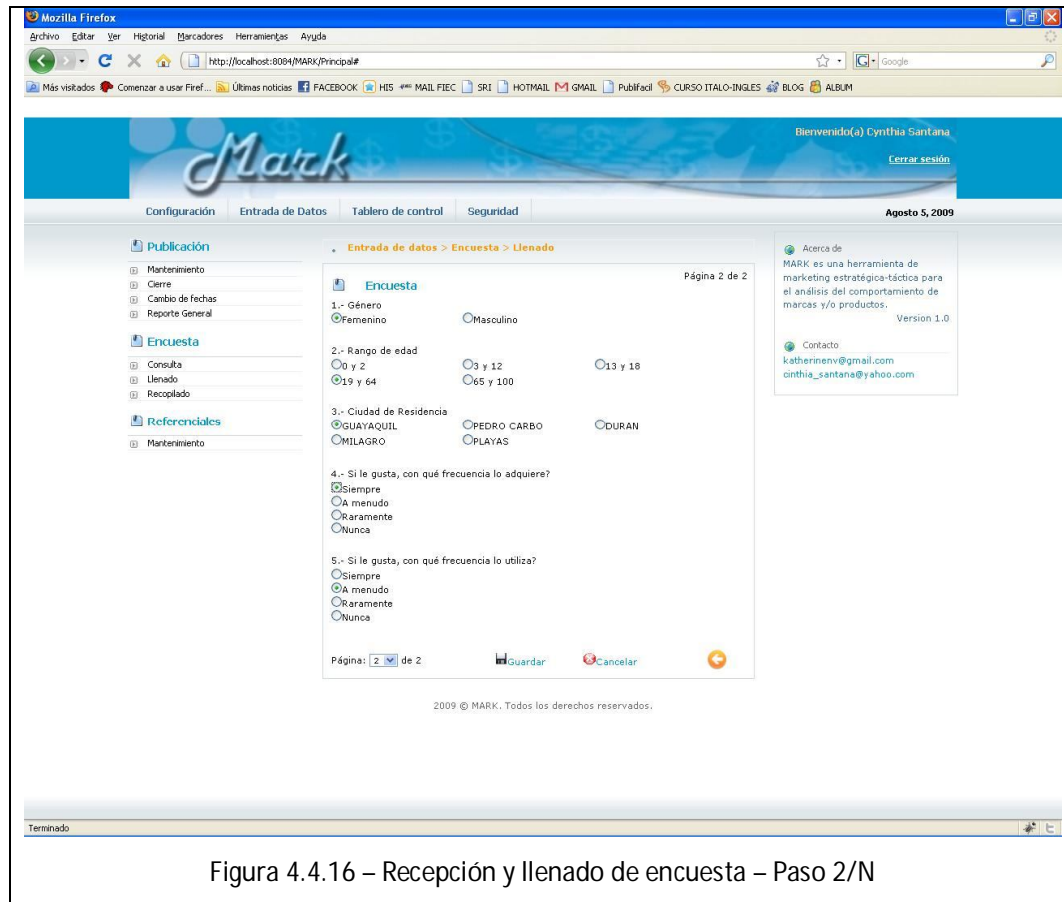 Mozilla Firefox
Archivo Editar Ver Historial Marcadores Herramientas Ayuda
http://localhost:8084/MARK/Principal#
Google
Más visitados Comenzar a usar Firef... Últimas noticias FACEBOOK HI5 MAIL FIEC SRI HOTMAIL GMAIL Publifacil CURSO ITALO-INGLES BLOG ALBUM
Mark
Bienvenido(a) Cynthia Santana
Cerrar sesión
Configuración Entrada de Datos Tablero de control Seguridad
Agosto 5, 2009
Publicación
Mantenimiento
Cierre
Cambio de fechas
Reporte General
Encuesta
Consulta
Llenado
Recopilado
Referenciales
Mantenimiento
Entrada de datos > Encuesta > Llenado
Página 2 de 2
Encuesta
1.- Género
Femenino Masculino
2.- Rango de edad
0 y 2 3 y 12 13 y 18
19 y 64 65 y 100
3.- Ciudad de Residencia
GUAYAQUIL PEDRO CARBO DURAN
MILAGRO PLAYAS
4.- Si le gusta, con qué frecuencia lo adquiere?
Siempre
A menudo
Raramente
Nunca
5.- Si le gusta, con qué frecuencia lo utiliza?
Siempre
A menudo
Raramente
Nunca
Página: 2 de 2 Guardar Cancelar
Acerca de
MARK es una herramienta de
marketing estratégica-táctica para
el análisis del comportamiento de
marcas y/o productos.
Version 1.0
Contacto
katherinenv@gmail.com
cinthia_santana@yahoo.com
2009 © MARK. Todos los derechos reservados.
Terminado
Figura 4.4.16 – Recepción y llenado de encuesta – Paso 2/N